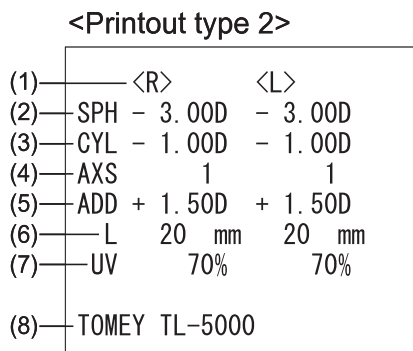 <Printout type 2>
(1) <R> <L>
(2) SPH - 3.00D - 3.00D
(3) CYL - 1.00D - 1.00D
(4) AXS 1 1
(5) ADD + 1.50D + 1.50D
(6) L 20 mm 20 mm
(7) UV 70% 70%
(8) TOMEY TL-5000